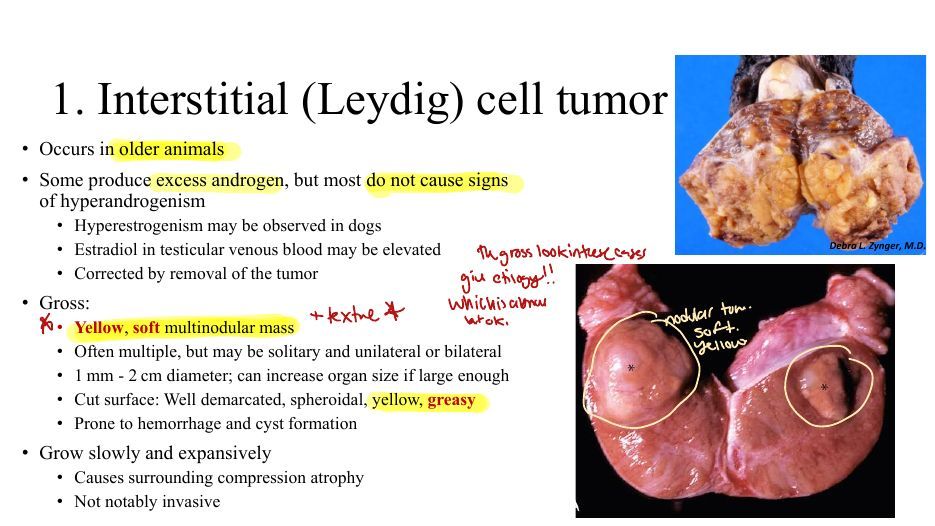 1. Interstitial (Leydig) cell tumor
• Occurs in older animals
• Some produce excess androgen, but most do not cause signs
of hyperandrogenism
• Hyperestrogenism may be observed in dogs
• Estradiol in testicular venous blood may be elevated
• Corrected by removal of the tumor
• Gross:
• Yellow, soft multinodular mass
+ texture
• Often multiple, but may be solitary and unilateral or bilateral
• 1 mm - 2 cm diameter; can increase organ size if large enough
• Cut surface: Well demarcated, spheroidal, yellow, greasy
• Prone to hemorrhage and cyst formation
• Grow slowly and expansively
• Causes surrounding compression atrophy
• Not notably invasive
gross look in these cases
give etiology!!
which is
but ok.
Debra L. Zynger, M.D.
nodular tum.
soft.
yellow
*
*